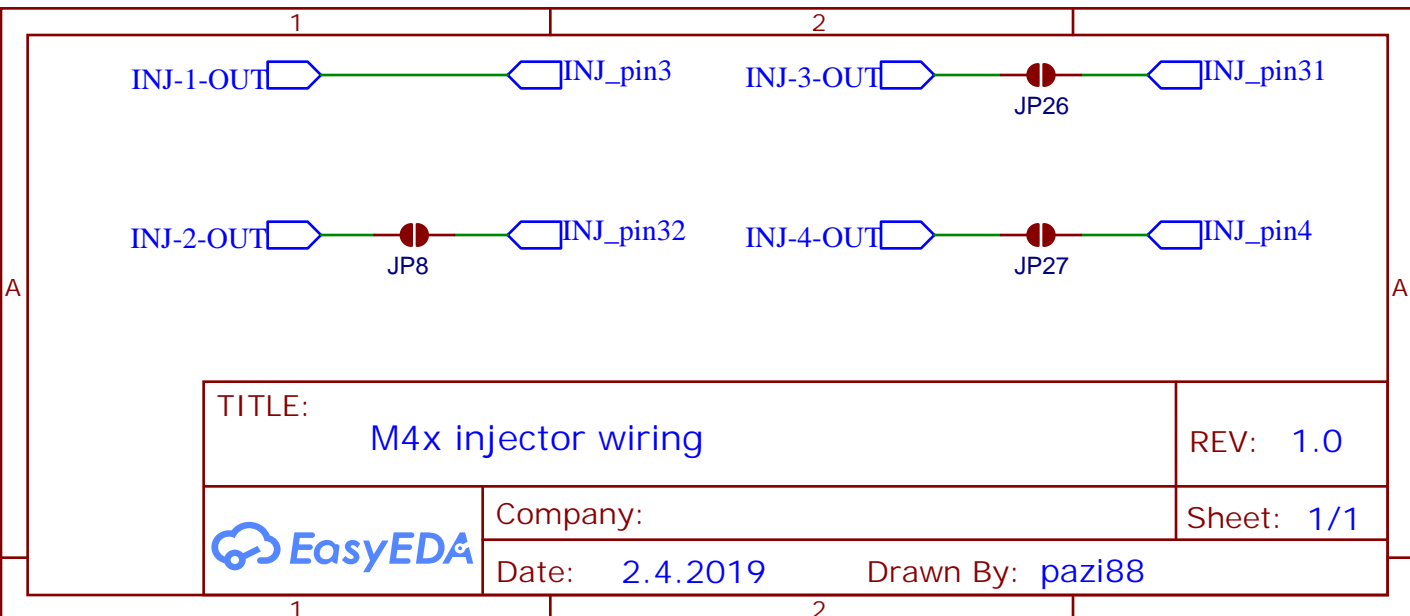 1 2
INJ-1-OUT INJ_pin3 INJ-3-OUT INJ_pin31
JP26
INJ-2-OUT INJ_pin32 INJ-4-OUT INJ_pin4
JP8 JP27
A A
TITLE:
M4x injector wiring
REV: 1.0
EasyEDA
Company:
Sheet: 1/1
Date: 2.4.2019 Drawn By: pazi88
1 2